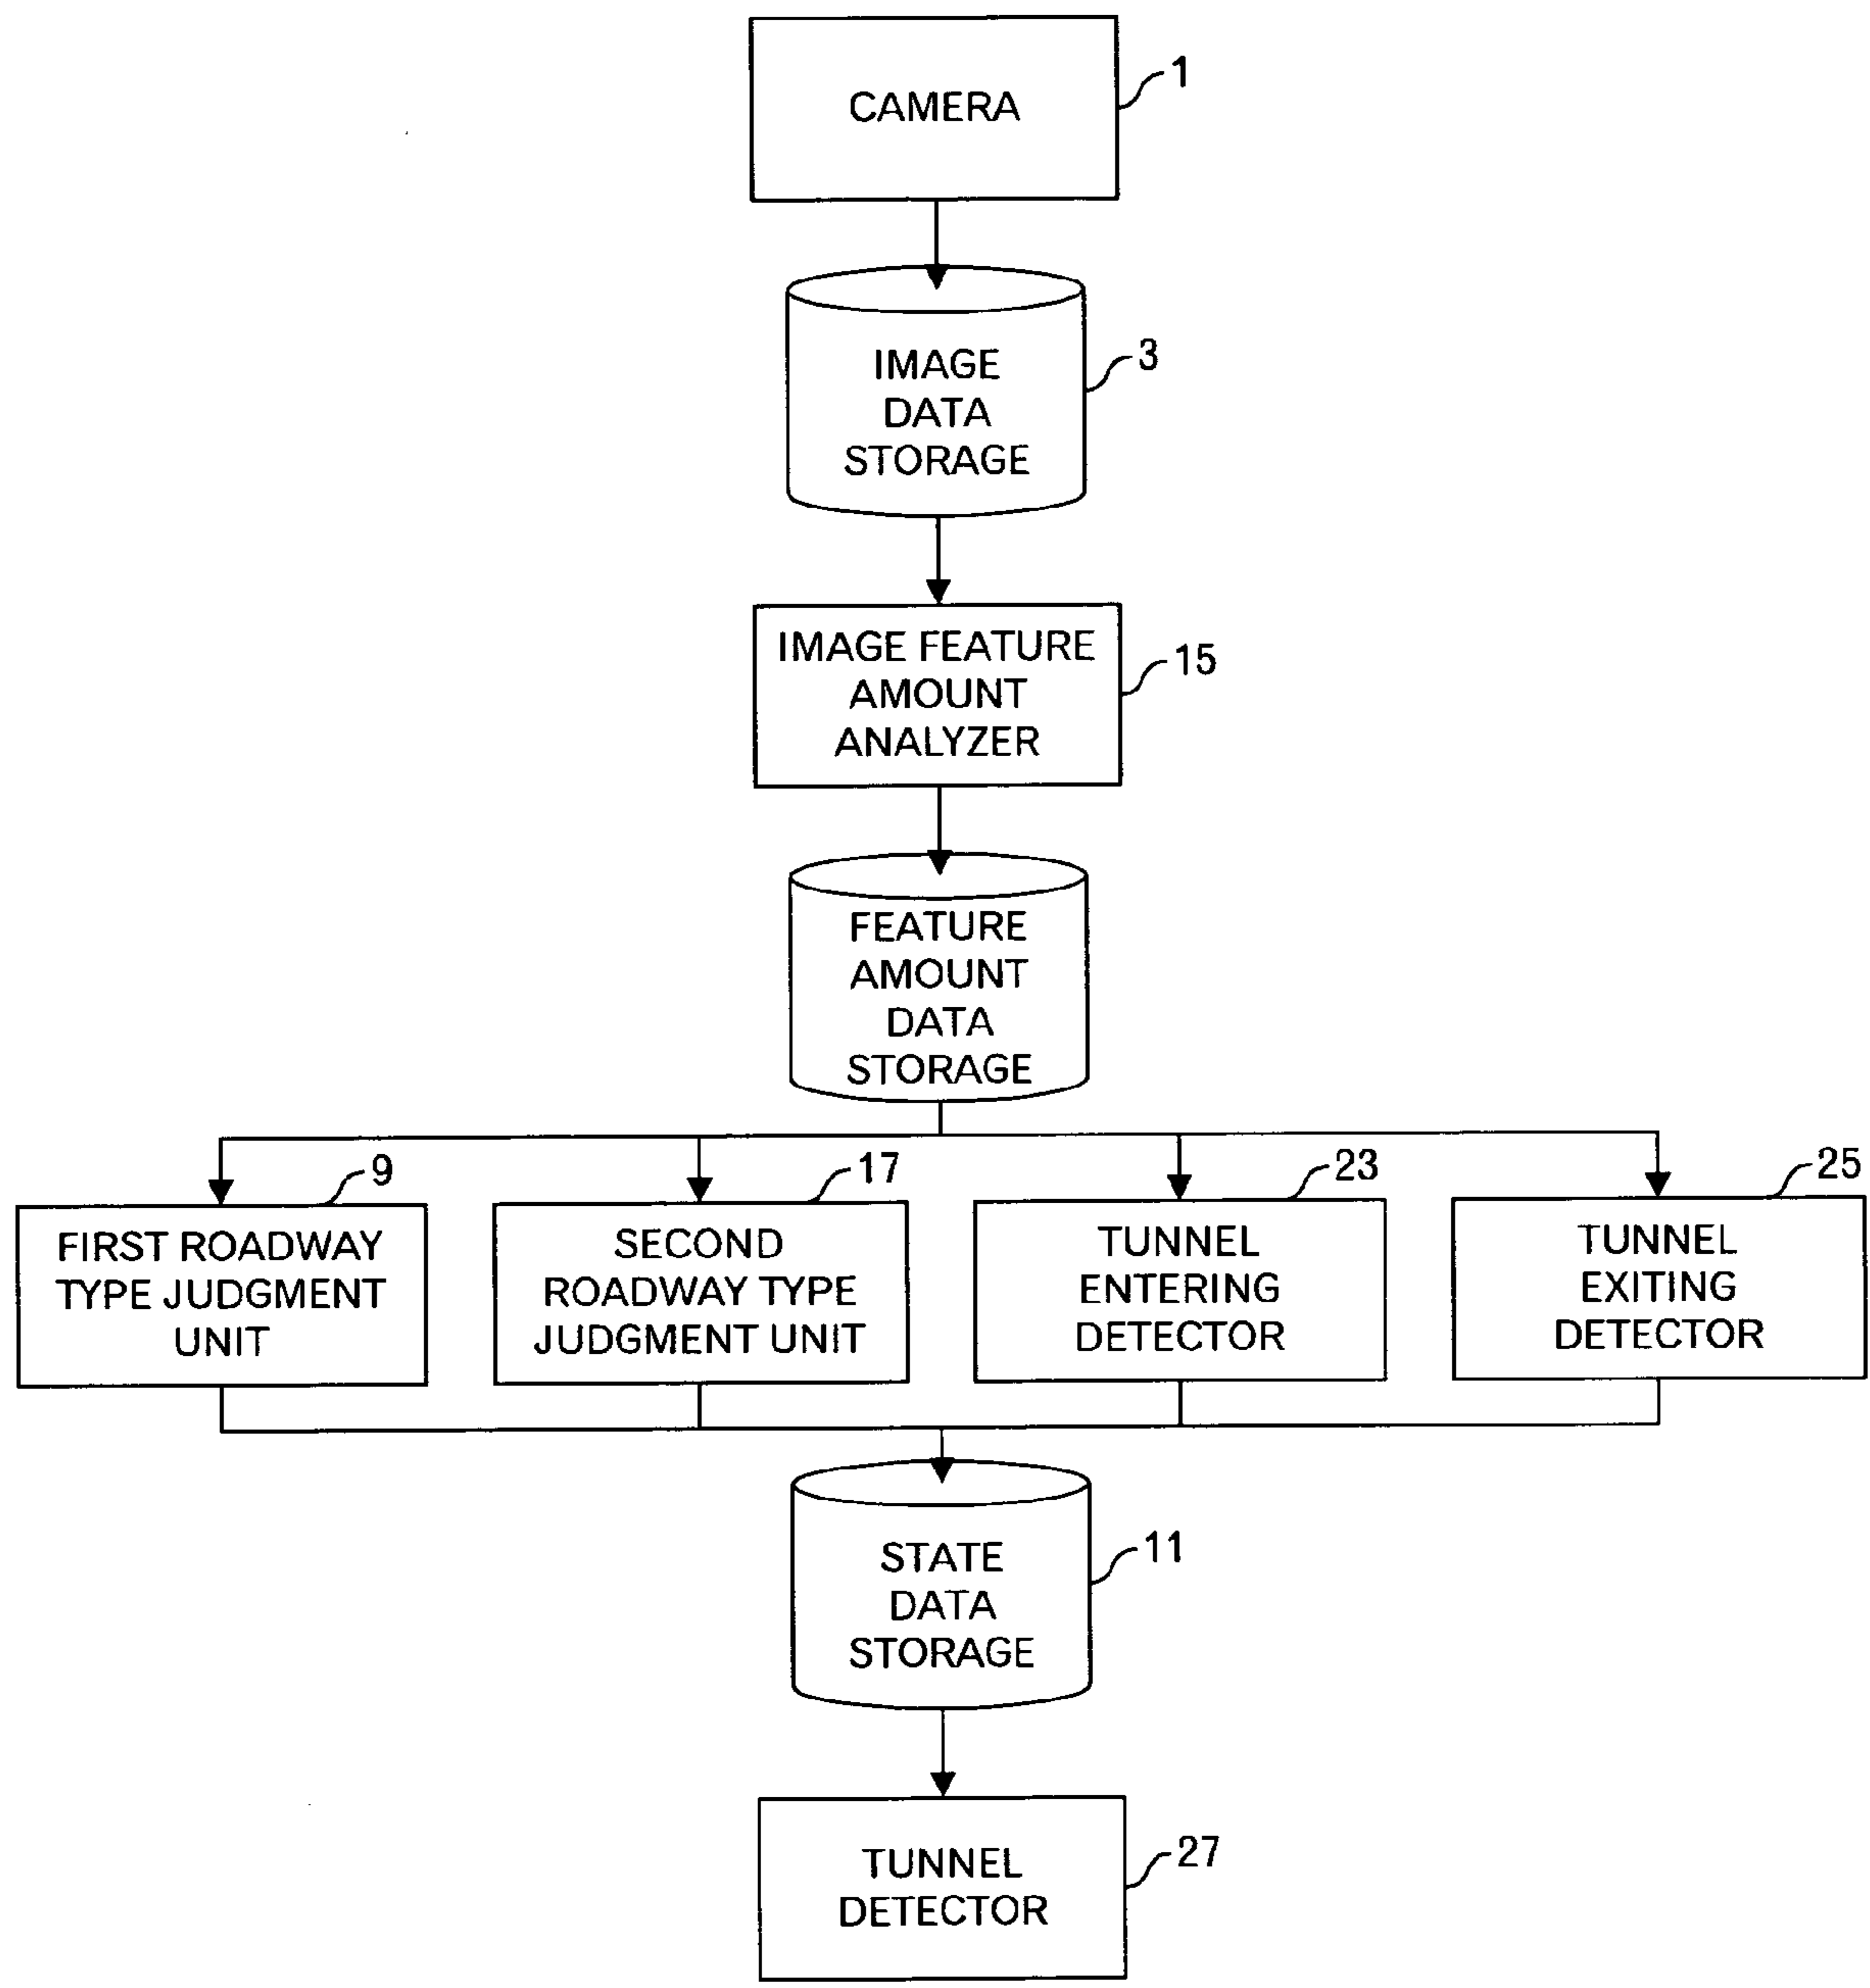 CAMERA
1
IMAGE
DATA
STORAGE
3
IMAGE FEATURE
AMOUNT
ANALYZER
15
FEATURE
AMOUNT
DATA
STORAGE
9
FIRST ROADWAY
TYPE JUDGMENT
UNIT
17
SECOND
ROADWAY TYPE
JUDGMENT UNIT
23
TUNNEL
ENTERING
DETECTOR
25
TUNNEL
EXITING
DETECTOR
STATE
DATA
STORAGE
11
TUNNEL
DETECTOR
27